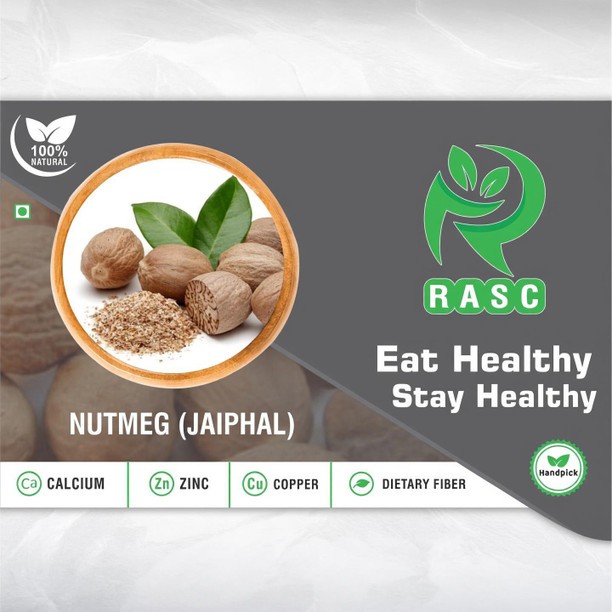 100%
NATURAL
RASC
Eat Healthy
Stay Healthy
NUTMEG (JAIPHAL)
Ca CALCIUM
Zn ZINC
Cu COPPER
DIETARY FIBER
Handpick